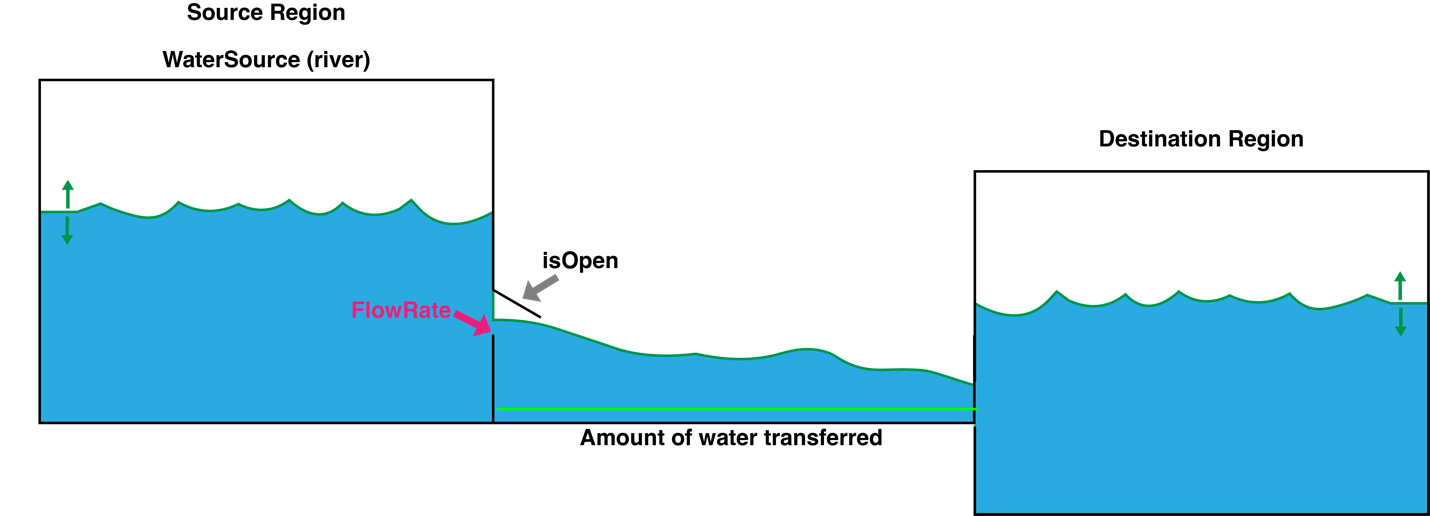 Source Region
WaterSource (river)
Destination Region
isOpen
FlowRate
Amount of water transferred